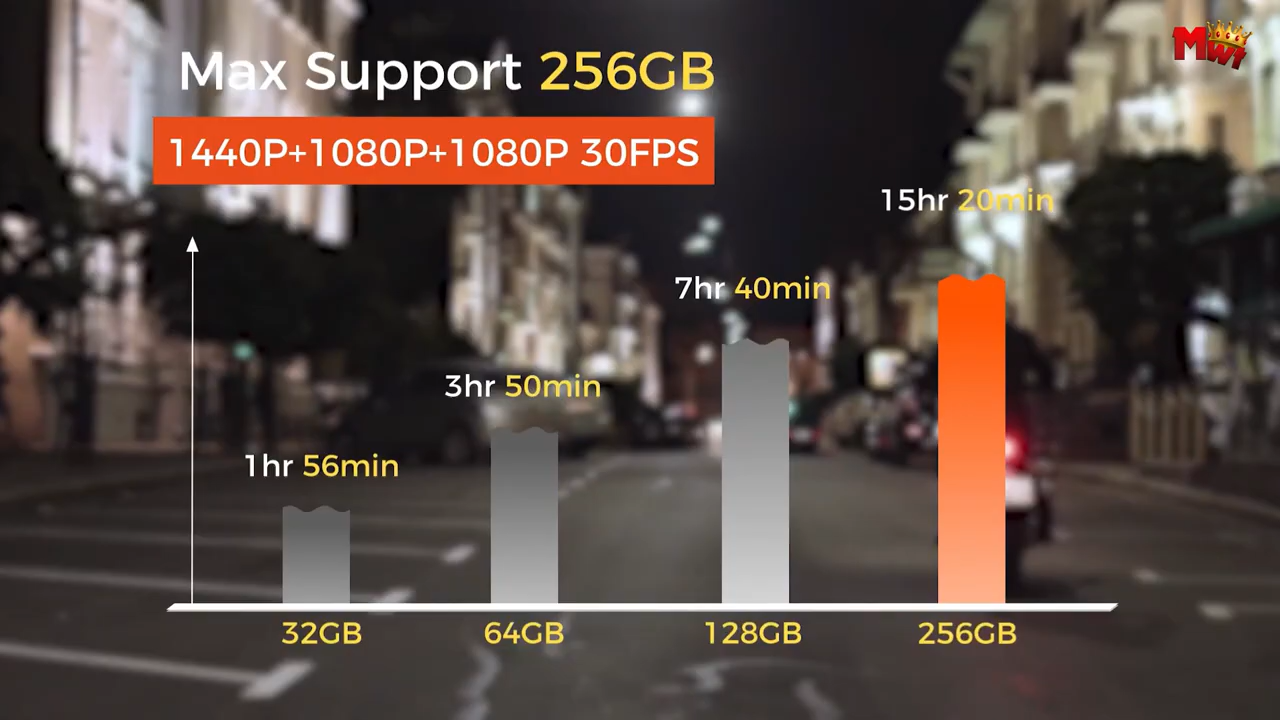 Max Support 256GB
1440P+1080P+1080P 30FPS
Mwt
15hr 20min
7hr 40min
3hr 50min
1hr 56min
32GB 64GB 128GB 256GB